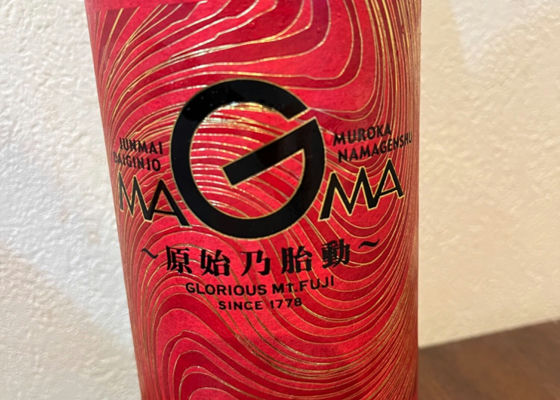 JUNMAI
DAIGINJO
MUROKA
NAMAGENSHU
MAGMA
～原始乃胎動～
GLORIOUS MT.FUJI
SINCE 1778